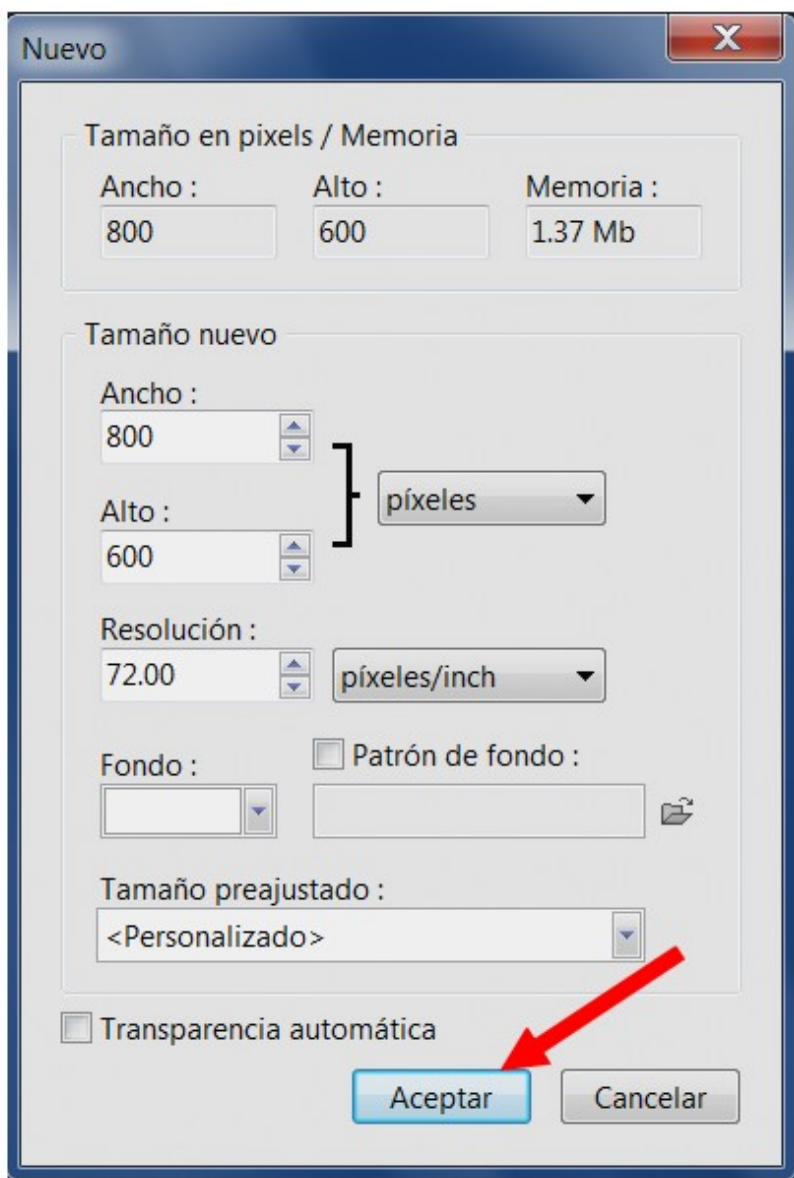 Nuevo
Tamaño en pixels / Memoria
Ancho : Alto : Memoria :
800 600 1.37 Mb
Tamaño nuevo
Ancho :
800
píxeles
Alto :
600
Resolución :
72.00 píxeles/inch
Fondo : Patrón de fondo :
Tamaño preajustado :
<Personalizado>
Transparencia automática
Aceptar Cancelar